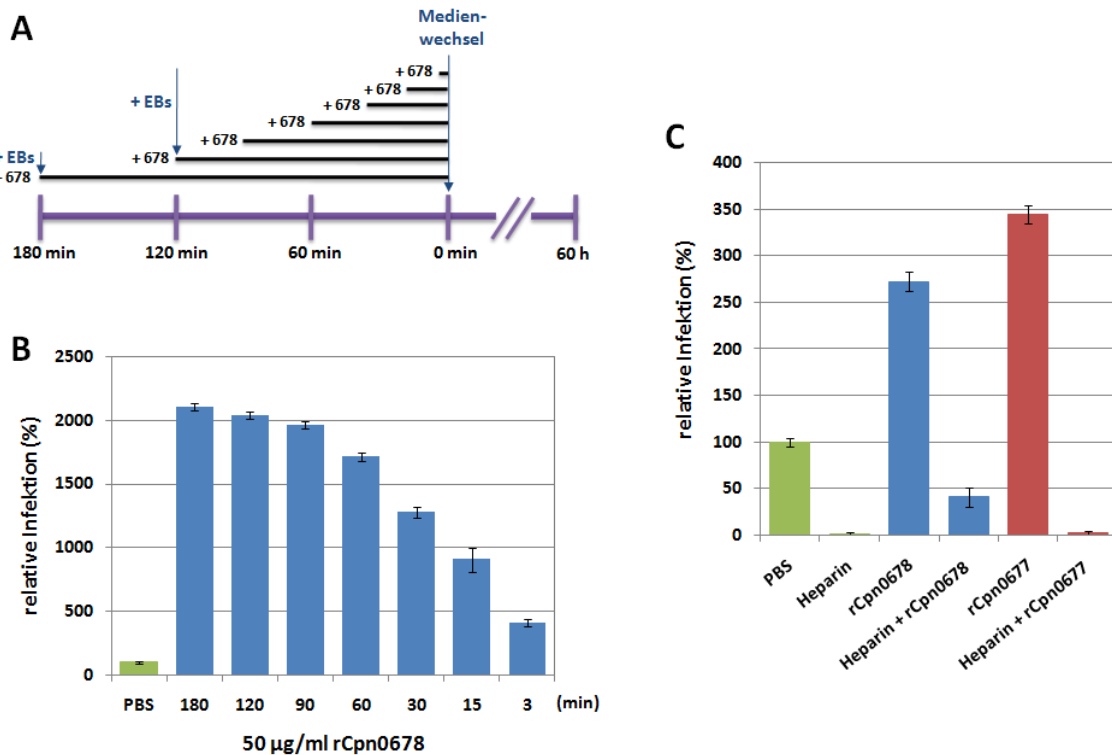 A
Medien-
wechsel
+ 678
+ 678
+ EBs
+ 678
+ 678
+ 678
+ EBs
+ 678
+ 678
180 min
120 min
60 min
0 min
60 h
B
relative Infektion (%)
2500
2000
1500
1000
500
0
PBS
180
120
90
60
30
15
3
(min)
50 µg/ml rCpn0678
C
relative Infektion (%)
400
350
300
250
200
150
100
50
0
PBS
Heparin
rCpn0678
Heparin + rCpn0678
rCpn0677
Heparin + rCpn0677